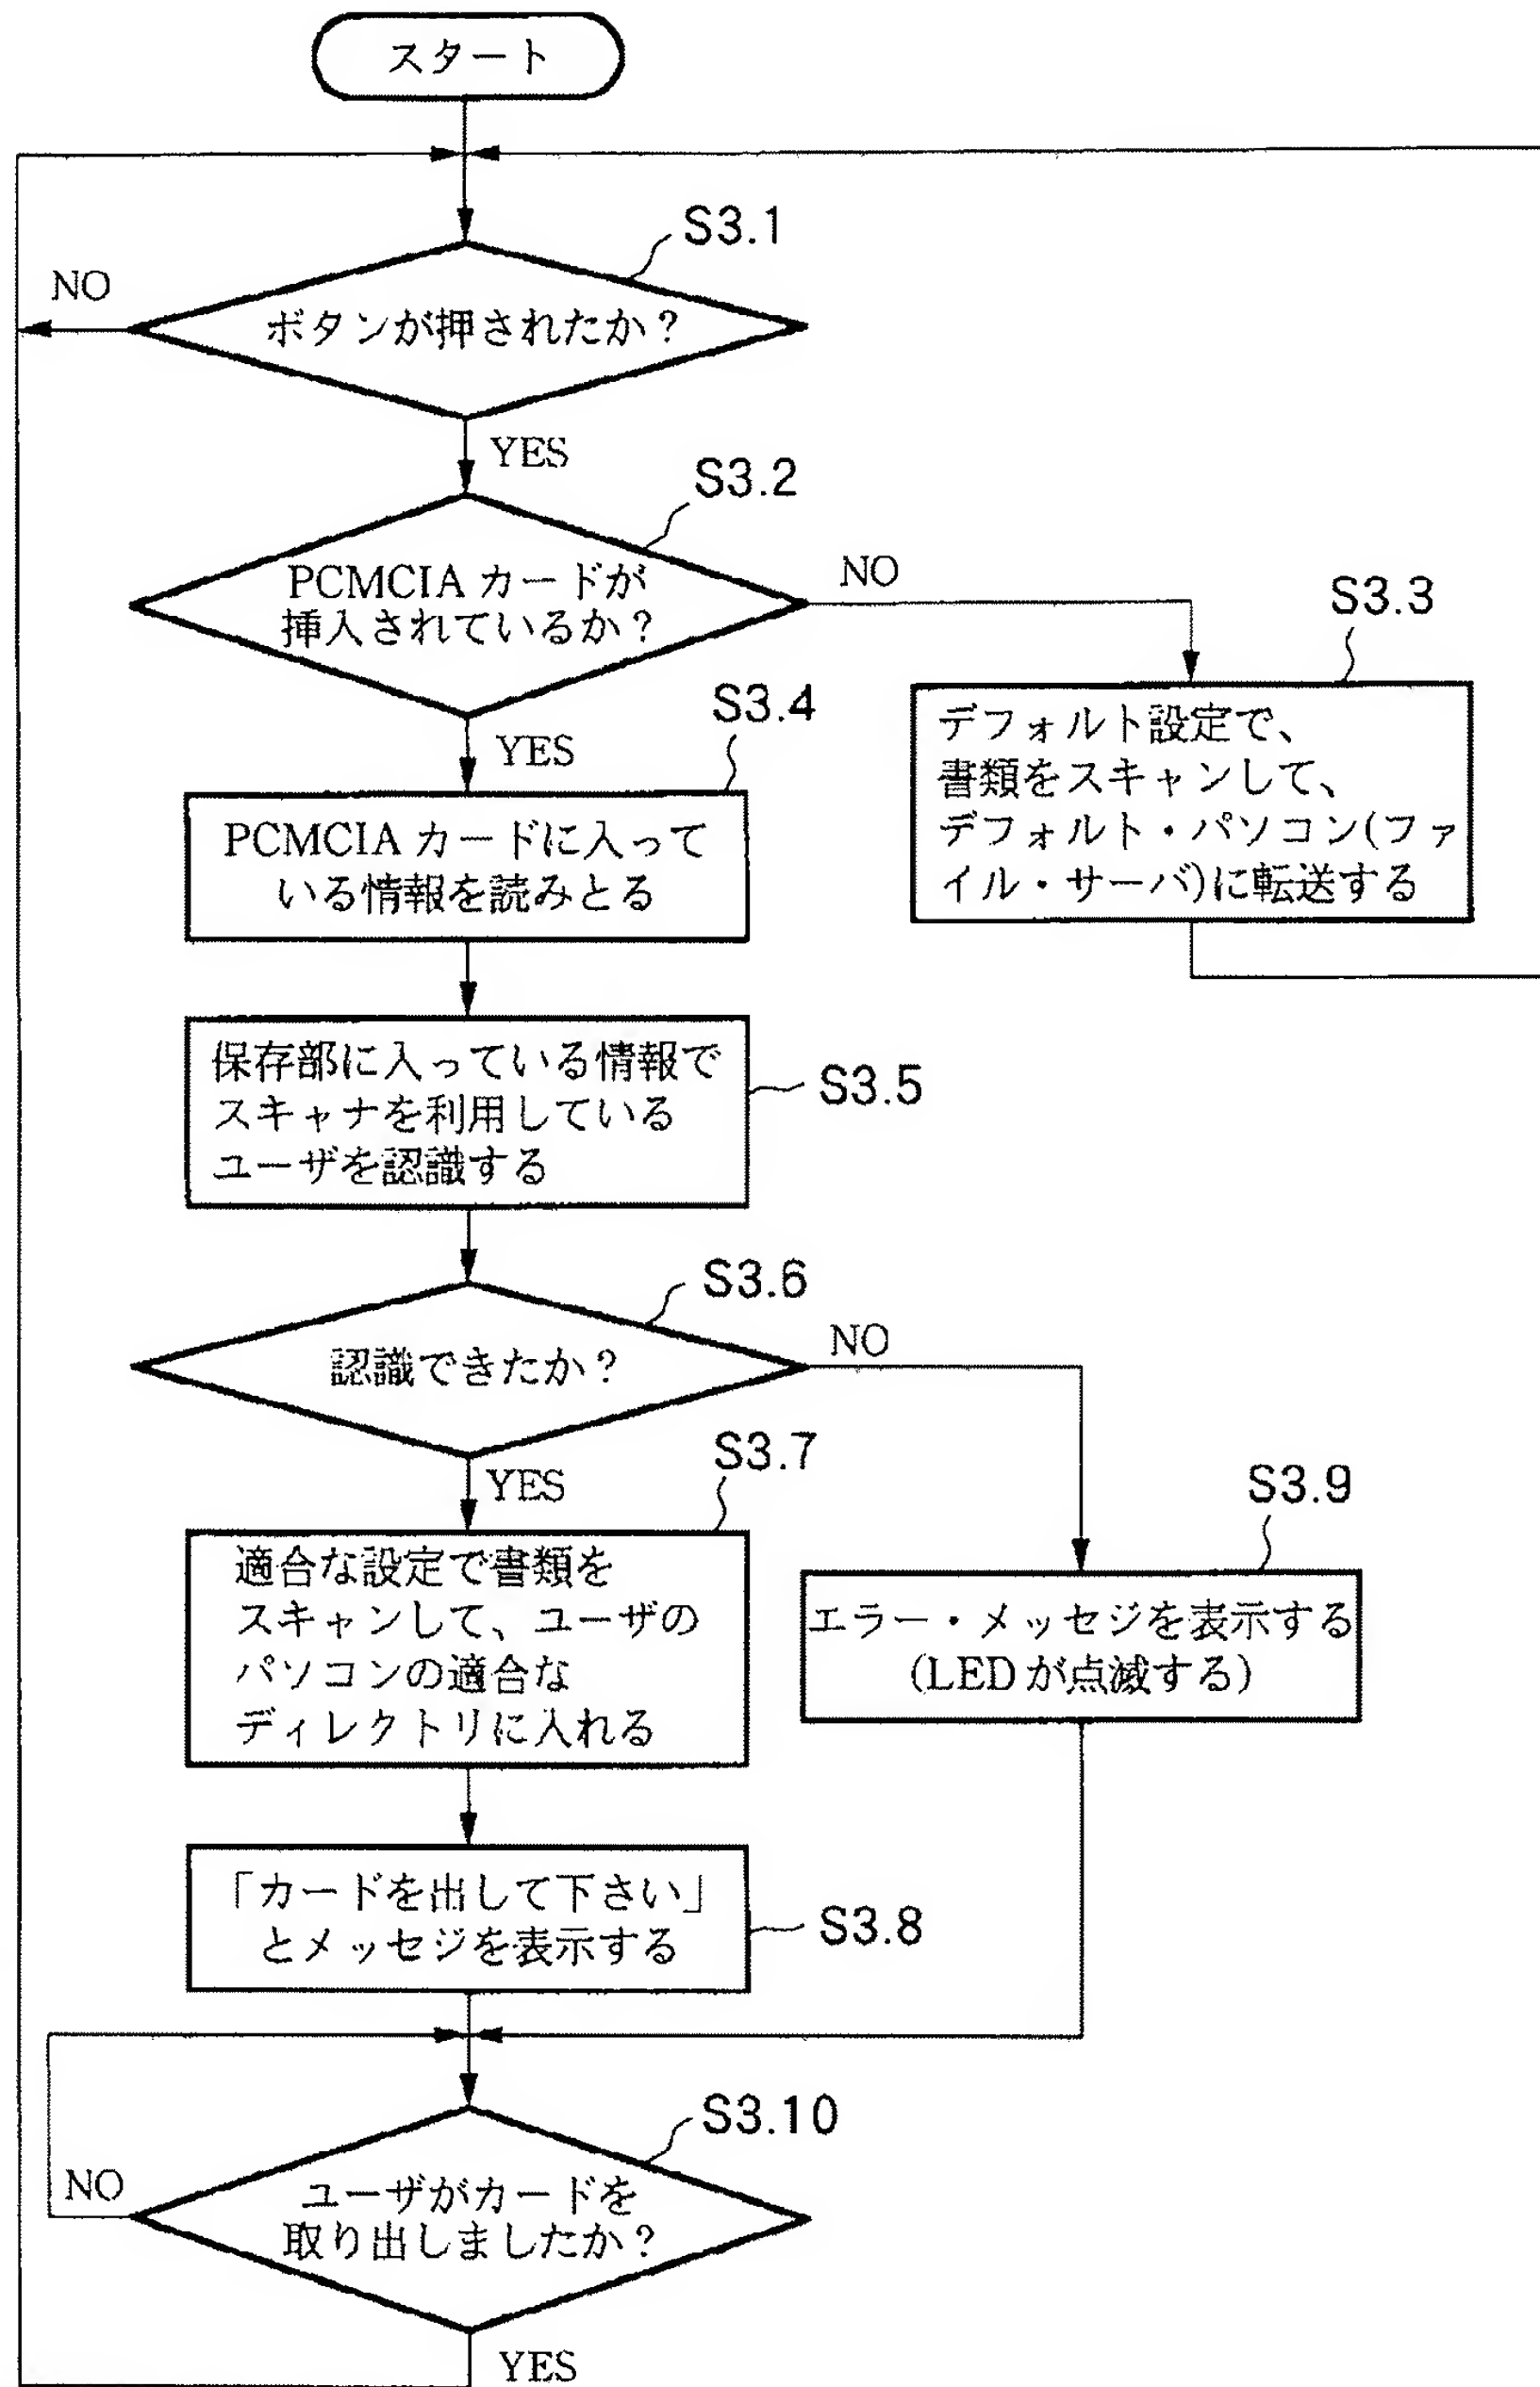 スタート
S3.1
NO
ボタンが押されたか？
YES
S3.2
PCMCIA カードが
挿入されているか？
NO
S3.3
デフォルト設定で、
書類をスキャンして、
デフォルト・パソコン(ファ
イル・サーバ)に転送する
YES
S3.4
PCMCIA カードに入って
いる情報を読みとる
保存部に入っている情報で
スキャナを利用している
ユーザを認識する
S3.5
S3.6
認識できたか？
NO
YES
S3.7
適合な設定で書類を
スキャンして、ユーザの
パソコンの適合な
ディレクトリに入れる
S3.9
エラー・メッセジを表示する
(LEDが点滅する)
「カードを出して下さい」
とメッセジを表示する
S3.8
S3.10
NO
ユーザがカードを
取り出しましたか？
YES